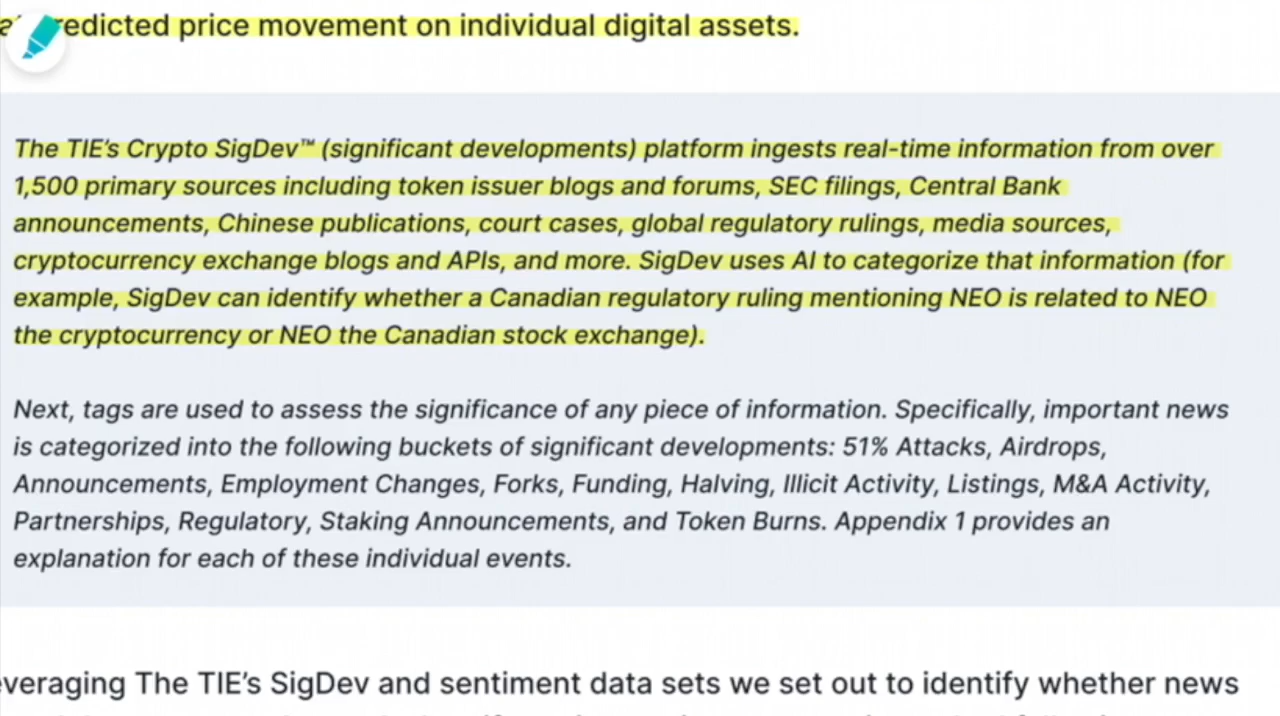 predicted price movement on individual digital assets.
The TIE's Crypto SigDev™ (significant developments) platform ingests real-time information from over
1,500 primary sources including token issuer blogs and forums, SEC filings, Central Bank
announcements, Chinese publications, court cases, global regulatory rulings, media sources,
cryptocurrency exchange blogs and APIs, and more. SigDev uses AI to categorize that information (for
example, SigDev can identify whether a Canadian regulatory ruling mentioning NEO is related to NEO
the cryptocurrency or NEO the Canadian stock exchange).
Next, tags are used to assess the significance of any piece of information. Specifically, important news
is categorized into the following buckets of significant developments: 51% Attacks, Airdrops,
Announcements, Employment Changes, Forks, Funding, Halving, Illicit Activity, Listings, M&A Activity,
Partnerships, Regulatory, Staking Announcements, and Token Burns. Appendix 1 provides an
explanation for each of these individual events.
everaging The TIE's SigDev and sentiment data sets we set out to identify whether news